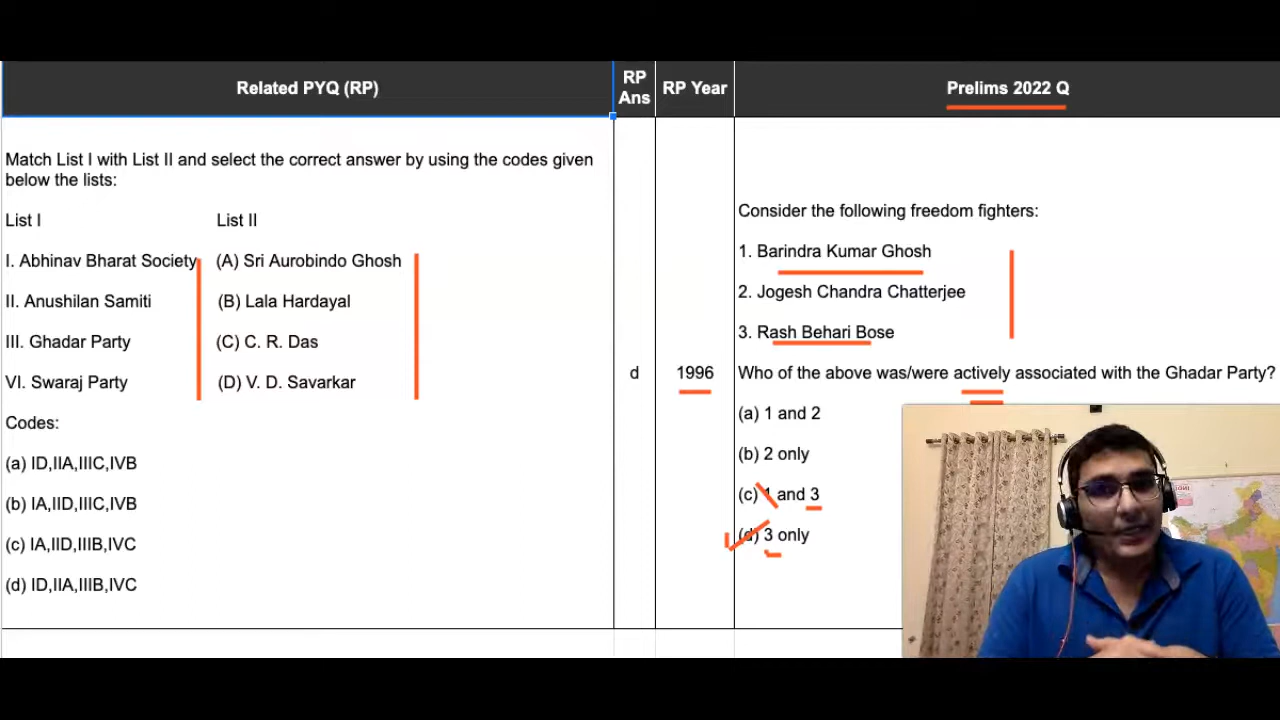 Related PYQ (RP)
RP Ans
RP Year
Prelims 2022 Q
Match List I with List II and select the correct answer by using the codes given
below the lists:
List I List II
I. Abhinav Bharat Society (A) Sri Aurobindo Ghosh
II. Anushilan Samiti (B) Lala Hardayal
III. Ghadar Party (C) C. R. Das
VI. Swaraj Party (D) V. D. Savarkar
Codes:
(a) ID,IIA,IIIC,IVB
(b) IA,IID,IIIC,IVB
(c) IA,IID,IIIB,IVC
(d) ID,IIA,IIIB,IVC
d
1996
Consider the following freedom fighters:
1. Barindra Kumar Ghosh
2. Jogesh Chandra Chatterjee
3. Rash Behari Bose
Who of the above was/were actively associated with the Ghadar Party?
(a) 1 and 2
(b) 2 only
(c) 1 and 3
(d) 3 only